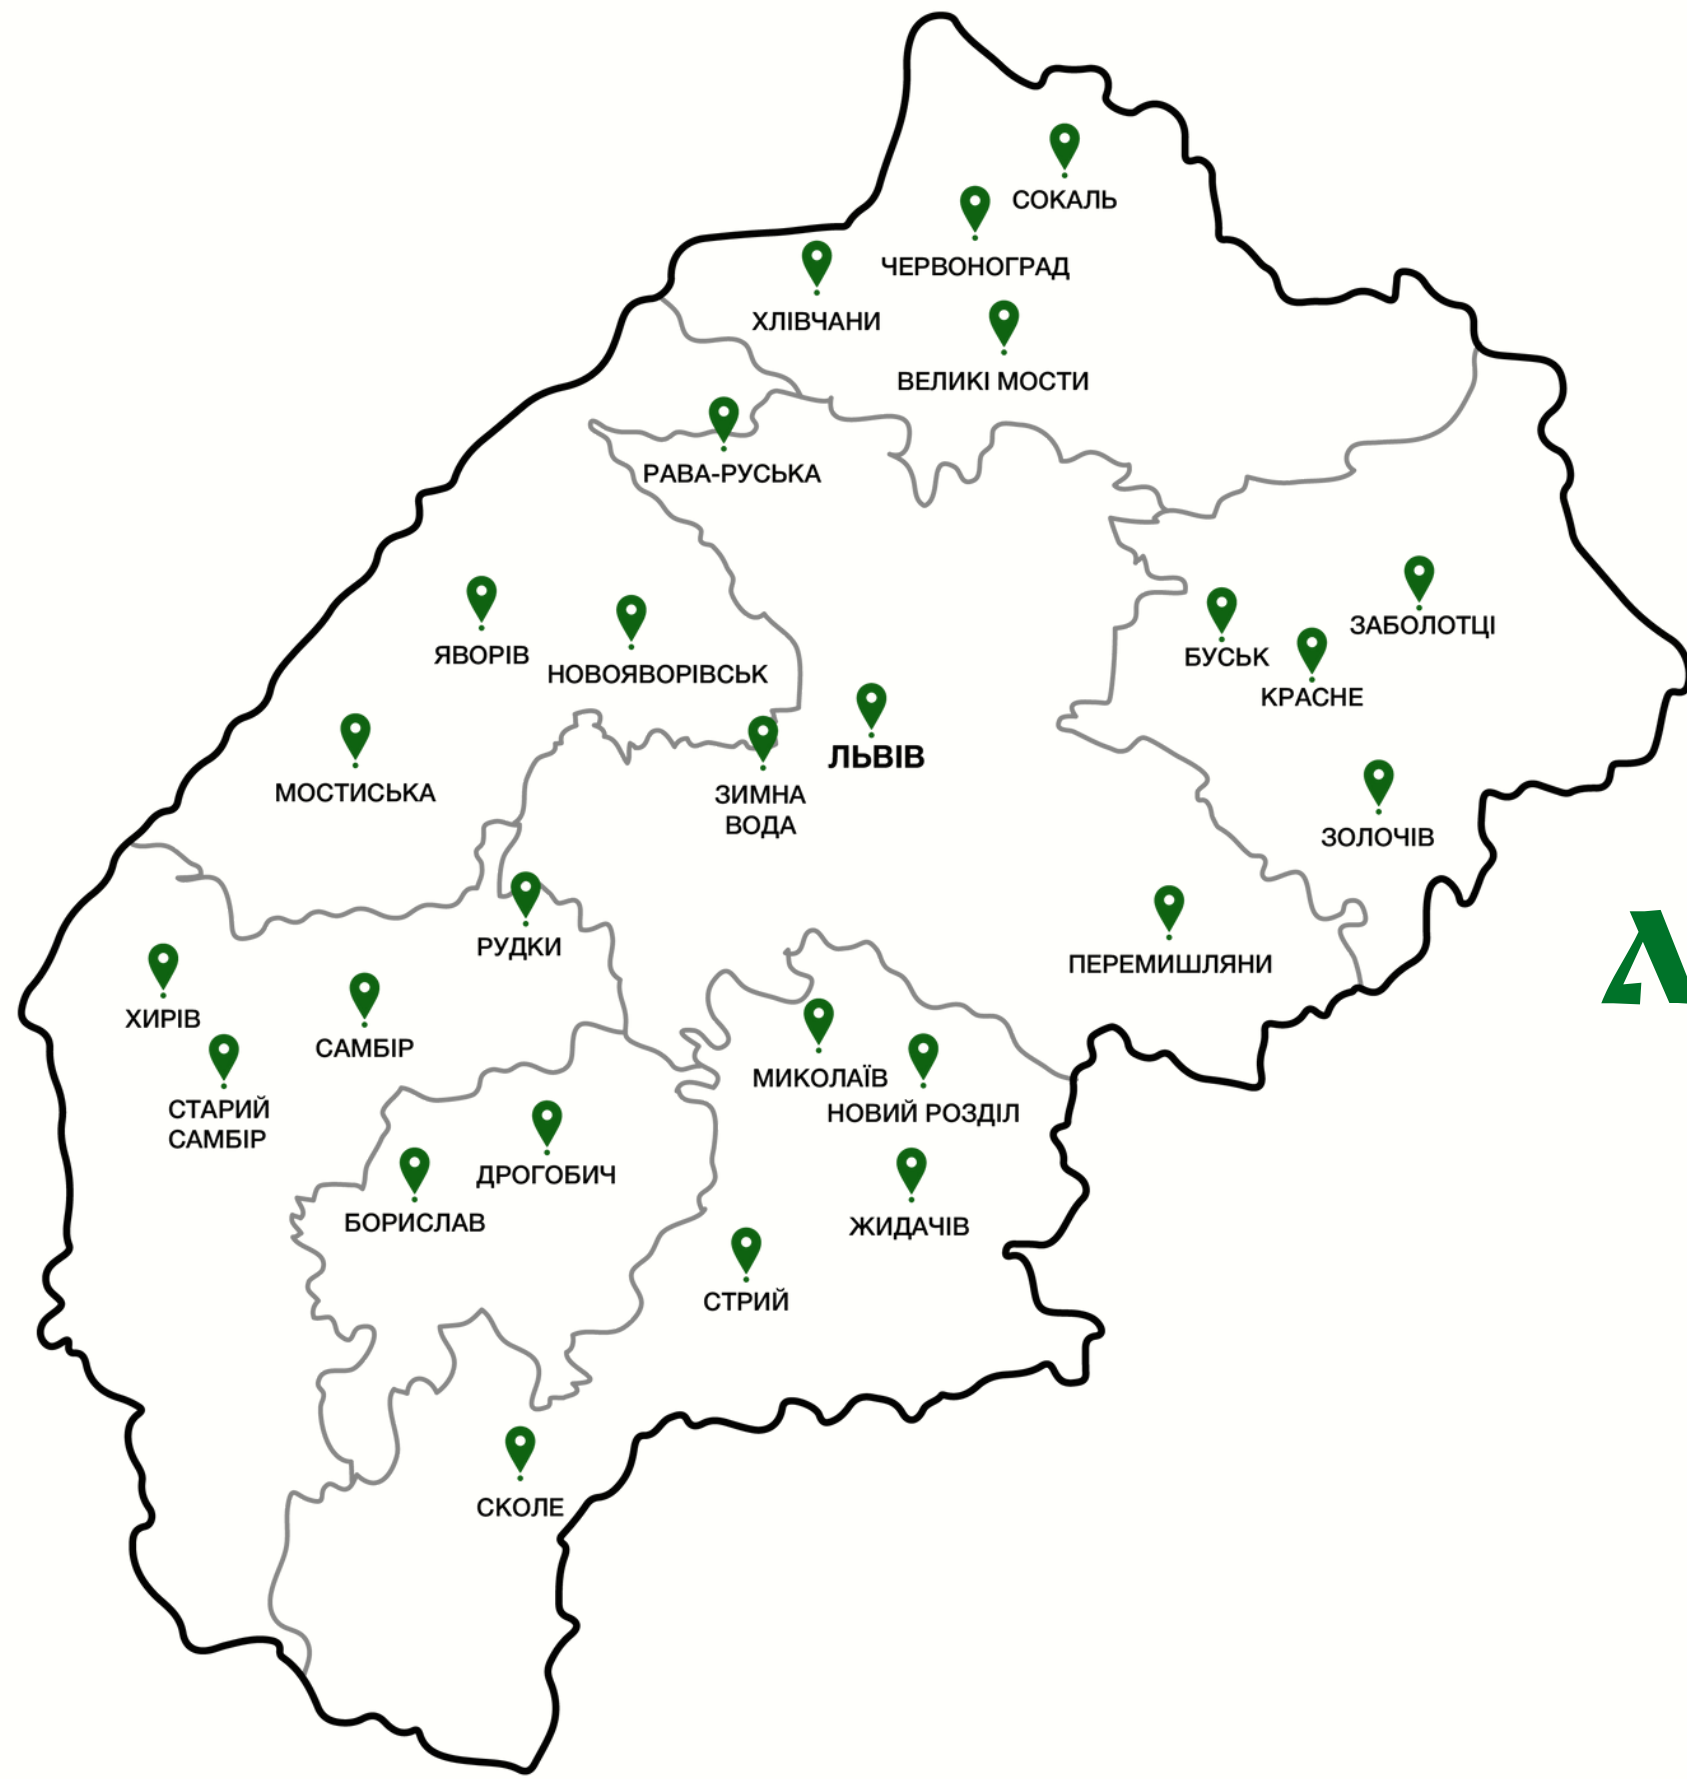 СОКАЛЬ
ЧЕРВОНОГРАД
ХЛІВЧАНИ
ВЕЛИКІ МОСТИ
РАВА-РУСЬКА
ЗАБОЛОТЦІ
ЯВОРІВ
БУСЬК
НОВОЯВОРІВСЬК
КРАСНЕ
ЛЬВІВ
МОСТИСЬКА
ЗИМНА
ВОДА
ЗОЛОЧІВ
РУДКИ
ПЕРЕМИШЛЯНИ
ХИРІВ
САМБІР
МИКОЛАЇВ
СТАРИЙ
САМБІР
НОВИЙ РОЗДІЛ
ДРОГОБИЧ
БОРИСЛАВ
ЖИДАЧІВ
СТРИЙ
СКОЛЕ